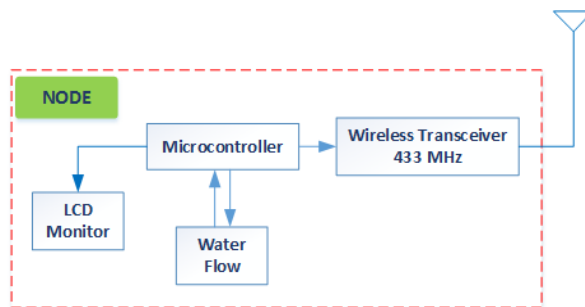 NODE
Microcontroller
Wireless Transceiver
433 MHz
LCD
Monitor
Water
Flow